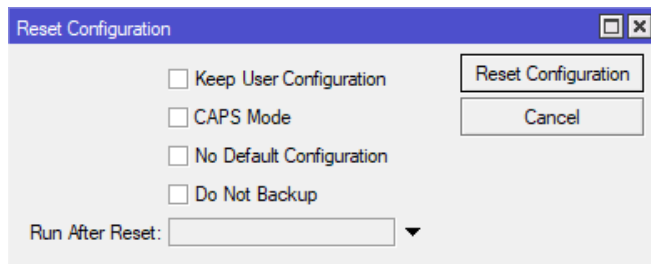 Reset Configuration
Keep User Configuration
Reset Configuration
CAPS Mode
Cancel
No Default Configuration
Do Not Backup
Run After Reset: